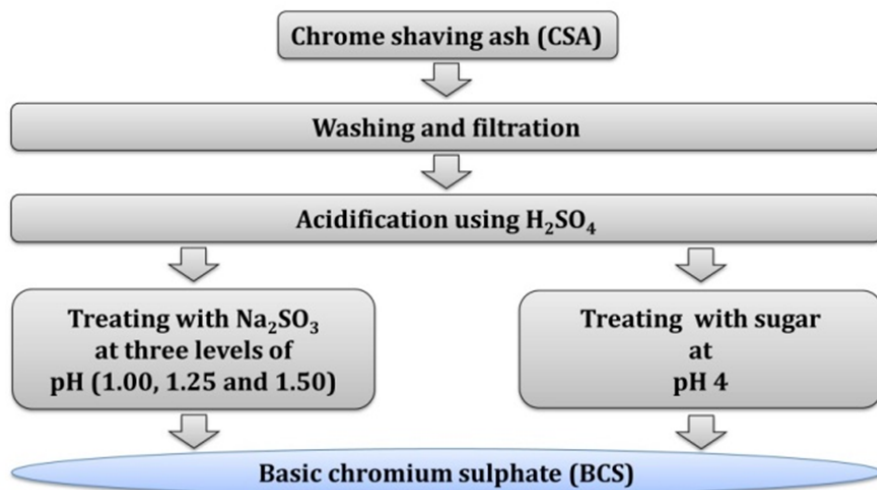 Chrome shaving ash (CSA)
Washing and filtration
Acidification using H₂SO₄
Treating with Na₂SO₃
at three levels of
pH (1.00, 1.25 and 1.50)
Treating with sugar
at
pH 4
Basic chromium sulphate (BCS)